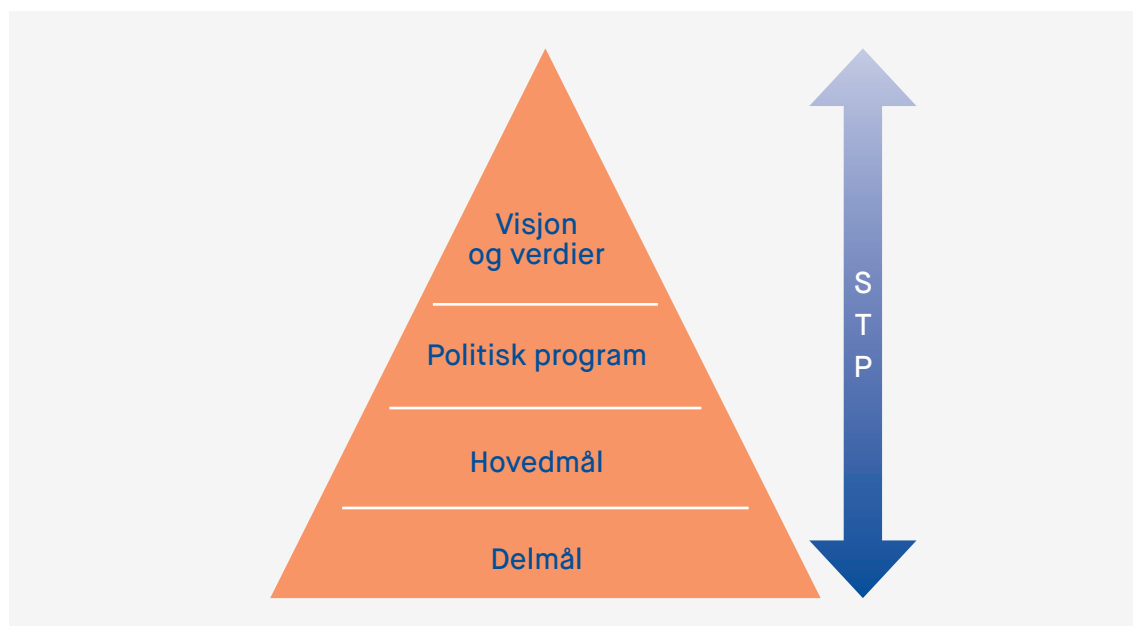 Visjon
og verdier
Politisk program
Hovedmål
Delmål
S
T
P